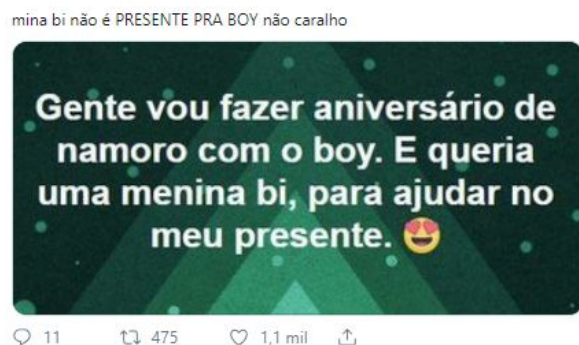 mina bi não é PRESENTE PRA BOY não caralho
Gente vou fazer aniversário de
namoro com o boy. E queria
uma menina bi, para ajudar no
meu presente. 😍
11 475 1,1 mil